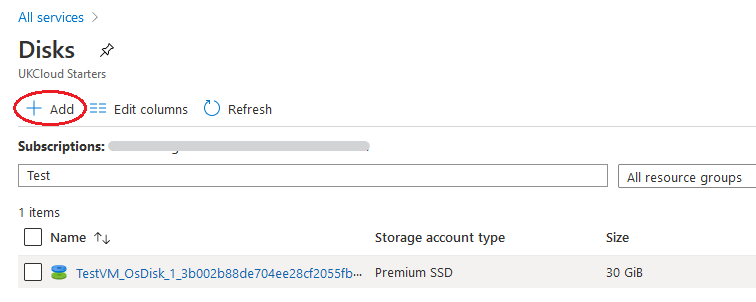 All services
Disks
UKCloud Starters
Add Edit columns Refresh
Subscriptions:
Test All resource groups
1 items
Name Storage account type Size
TestVM_OsDisk_1_3b002b88de704ee28cf2055fb··· Premium SSD 30 GiB